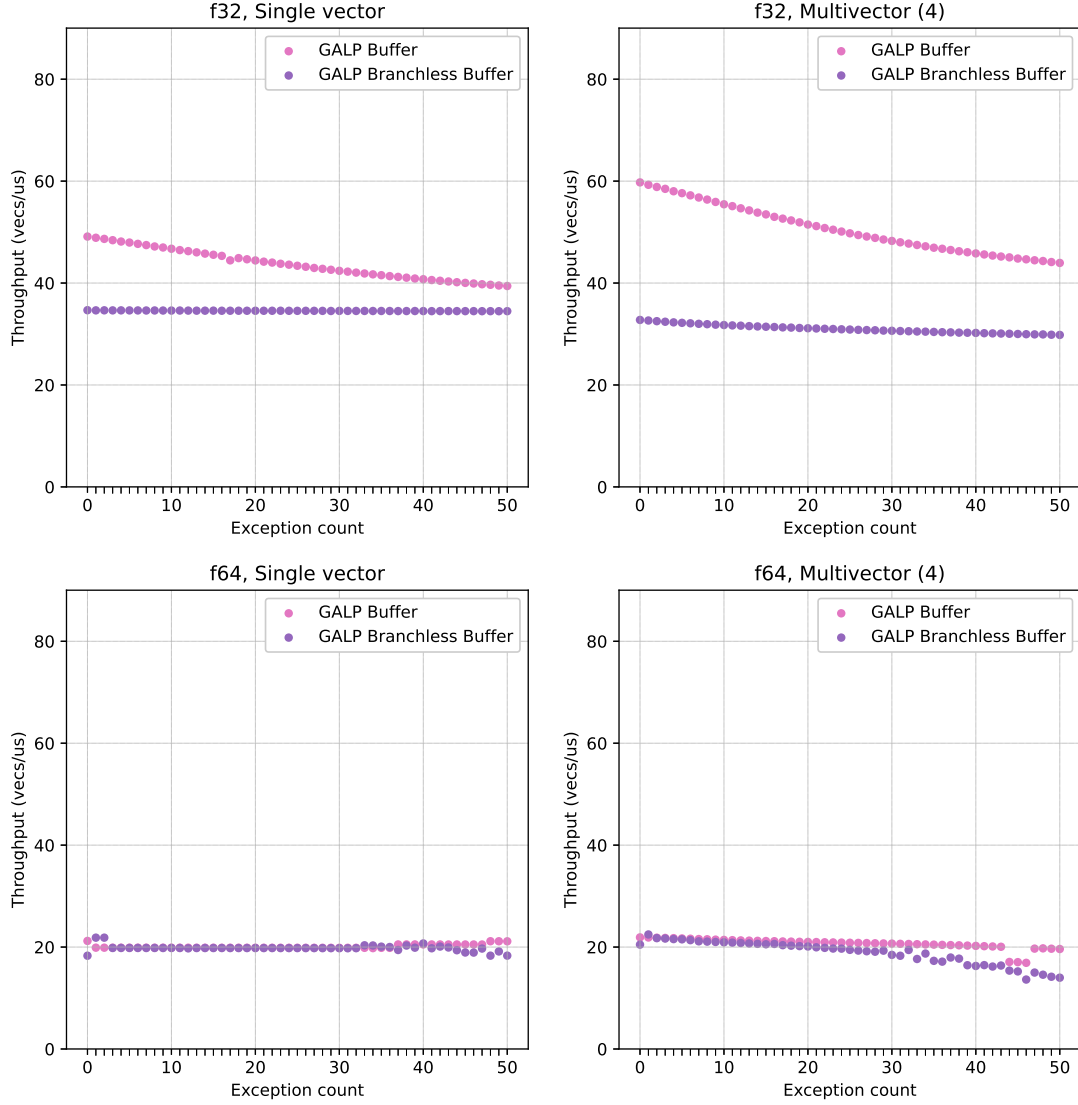 f32, Single vector
GALP Buffer
GALP Branchless Buffer
Throughput (vecs/us)
80
60
40
20
0
0 10 20 30 40 50
Exception count
f32, Multivector (4)
GALP Buffer
GALP Branchless Buffer
Throughput (vecs/us)
80
60
40
20
0
0 10 20 30 40 50
Exception count
f64, Single vector
GALP Buffer
GALP Branchless Buffer
Throughput (vecs/us)
80
60
40
20
0
0 10 20 30 40 50
Exception count
f64, Multivector (4)
GALP Buffer
GALP Branchless Buffer
Throughput (vecs/us)
80
60
40
20
0
0 10 20 30 40 50
Exception count